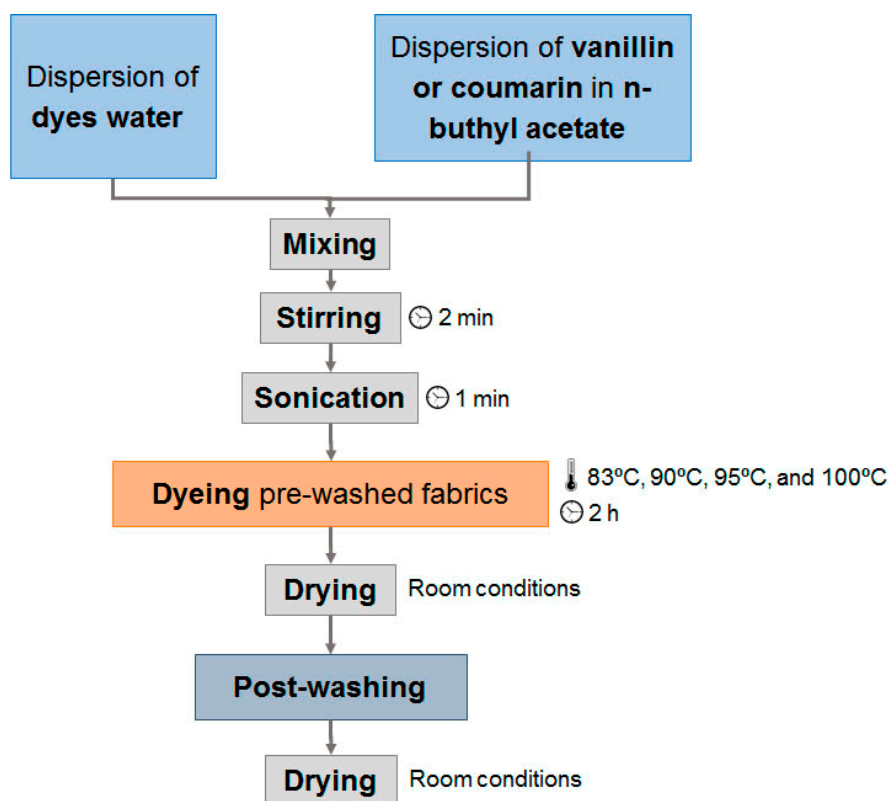 Dispersion of
dyes water
Dispersion of vanillin
or coumarin in n-
buthyl acetate
Mixing
Stirring
2 min
Sonication
1 min
Dyeing pre-washed fabrics
83ºC, 90ºC, 95ºC, and 100ºC
2 h
Drying
Room conditions
Post-washing
Drying
Room conditions